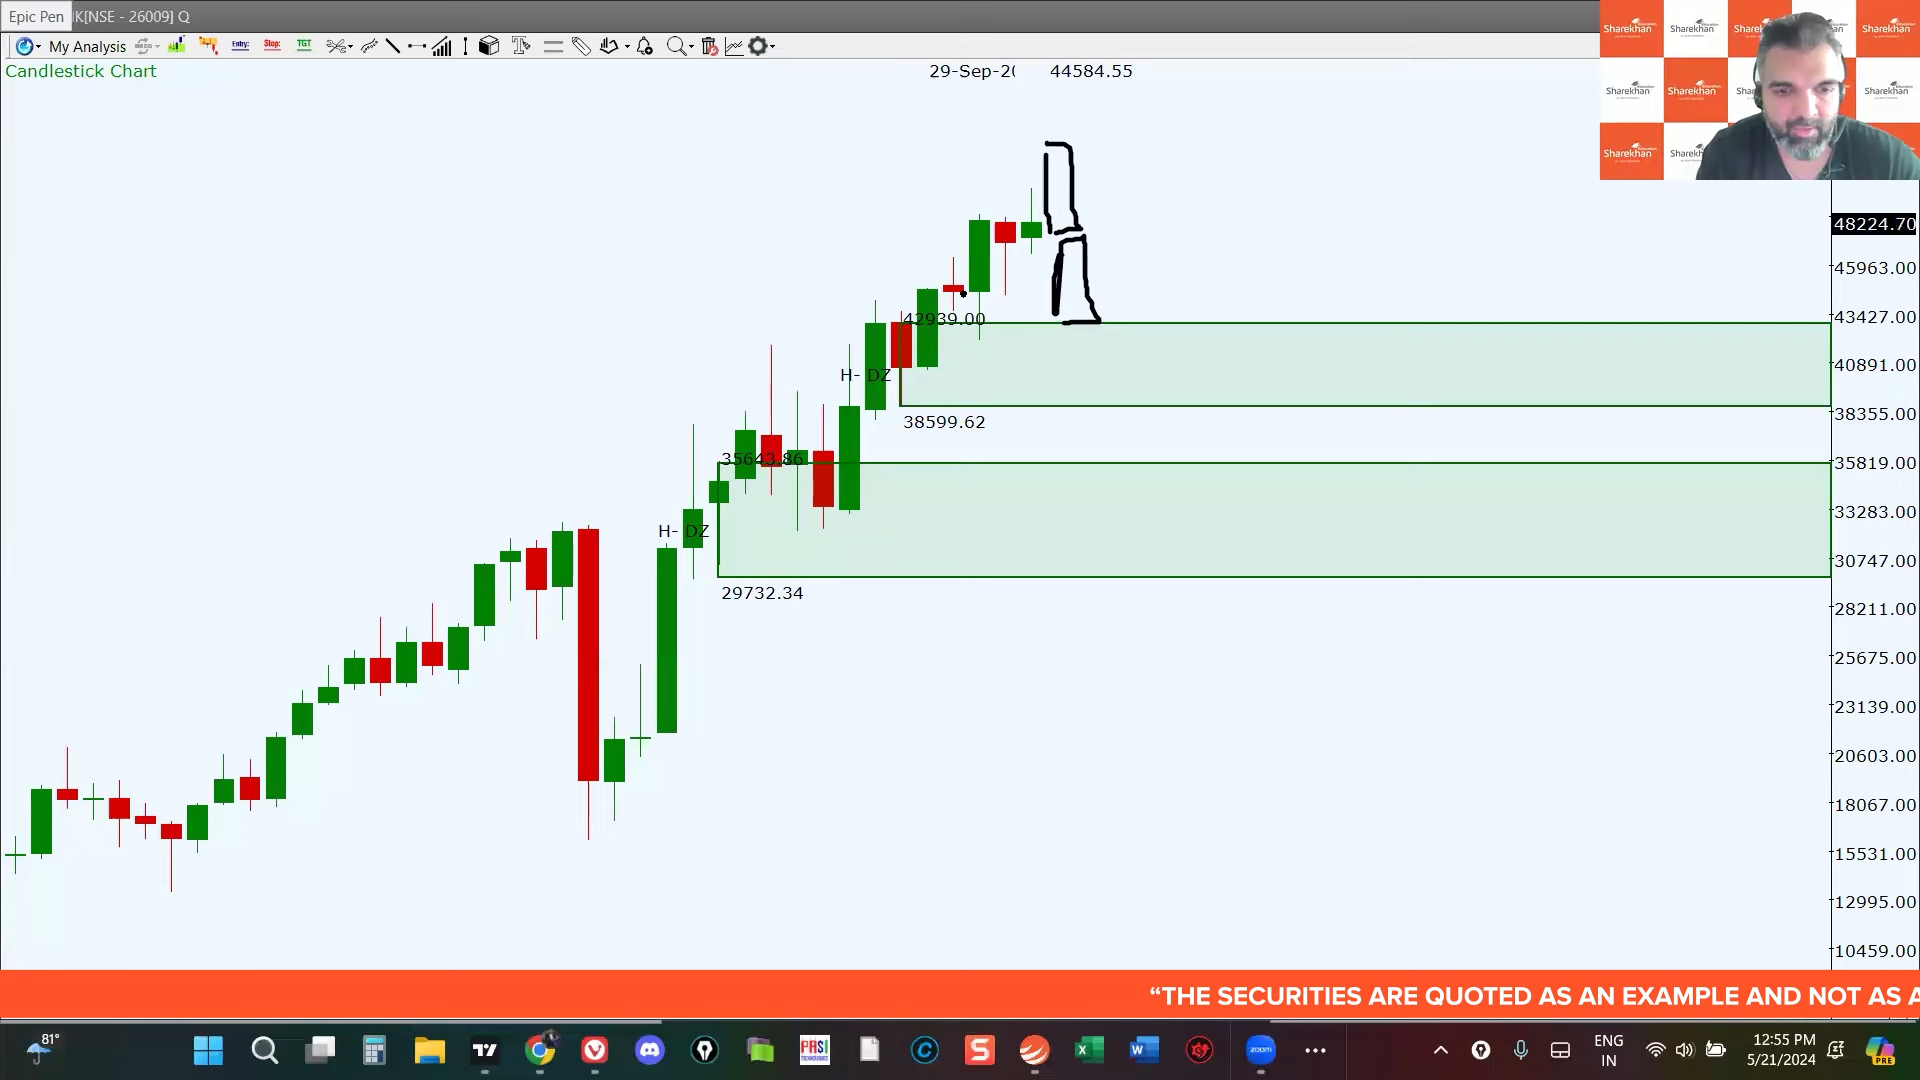 Epic Pen
K[NSE - 26009] Q
My Analysis
Entry:
Stop:
TGT
Candlestick Chart
29-Sep-20
44584.55
Sharekhan
Sharekhan
Sharekhan
Sharekhan
Sharekhan
Sharekhan
Sharekhan
48224.70
45963.00
43427.00
40891.00
38355.00
35819.00
33283.00
30747.00
28211.00
25675.00
23139.00
20603.00
18067.00
15531.00
12995.00
10459.00
42939.00
H- DZ
38599.62
35643.86
H- DZ
29732.34
“THE SECURITIES ARE QUOTED AS AN EXAMPLE AND NOT AS A
81°
zoom
ENG
IN
12:55 PM
5/21/2024
PRE